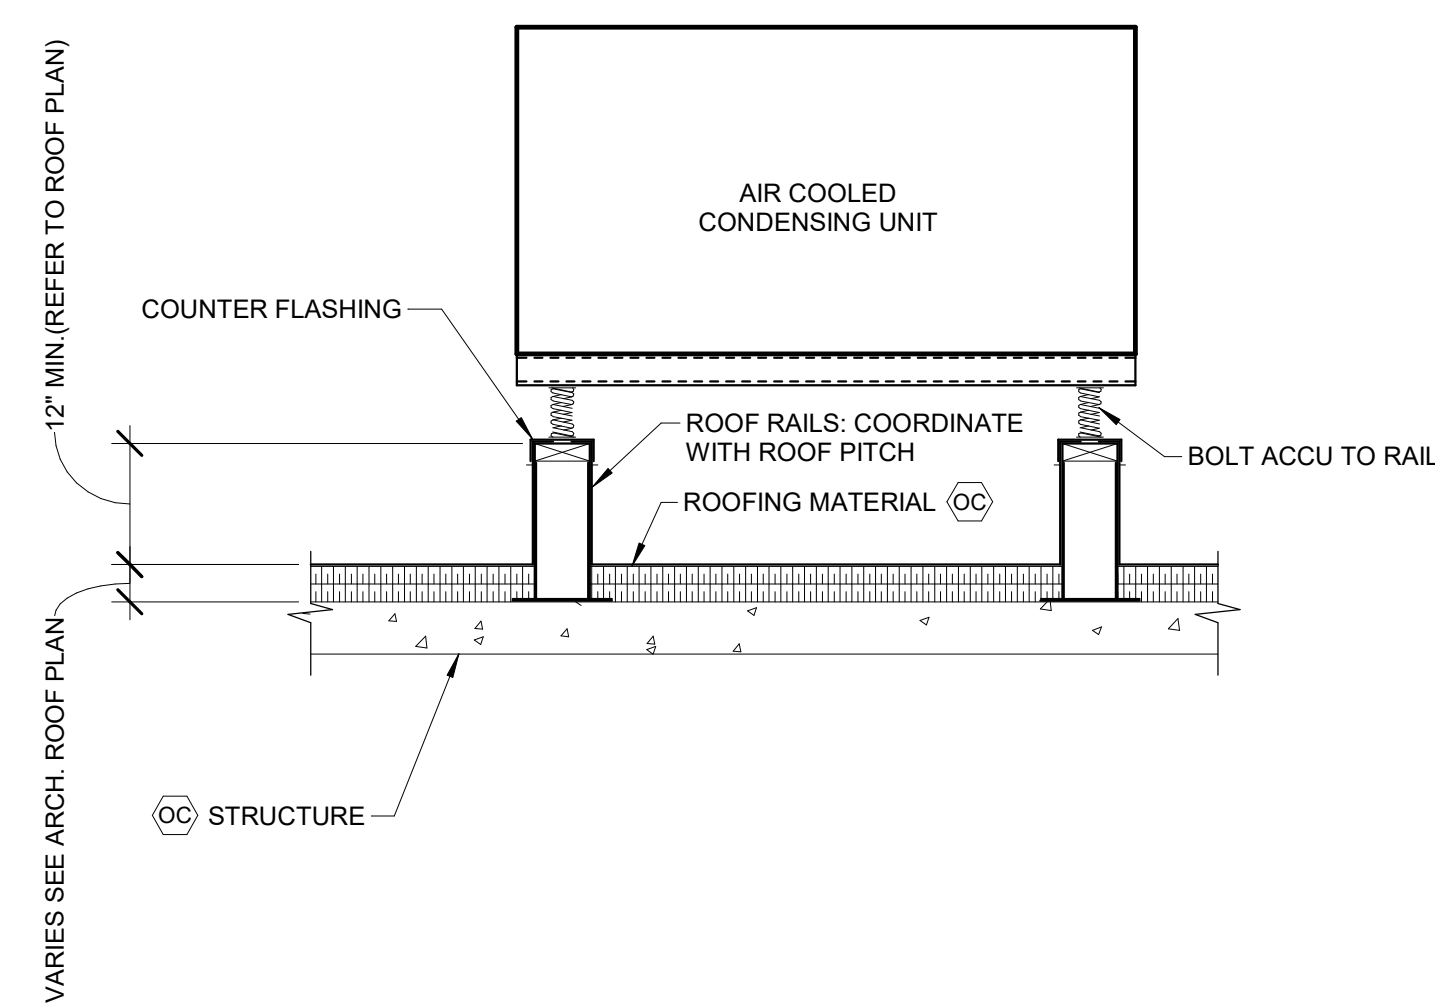 12" MIN.(REFER TO ROOF PLAN)
AIR COOLED
CONDENSING UNIT
COUNTER FLASHING
ROOF RAILS: COORDINATE
WITH ROOF PITCH
BOLT ACCU TO RAIL
ROOFING MATERIAL OC
VARIES SEE ARCH. ROOF PLAN
OC STRUCTURE